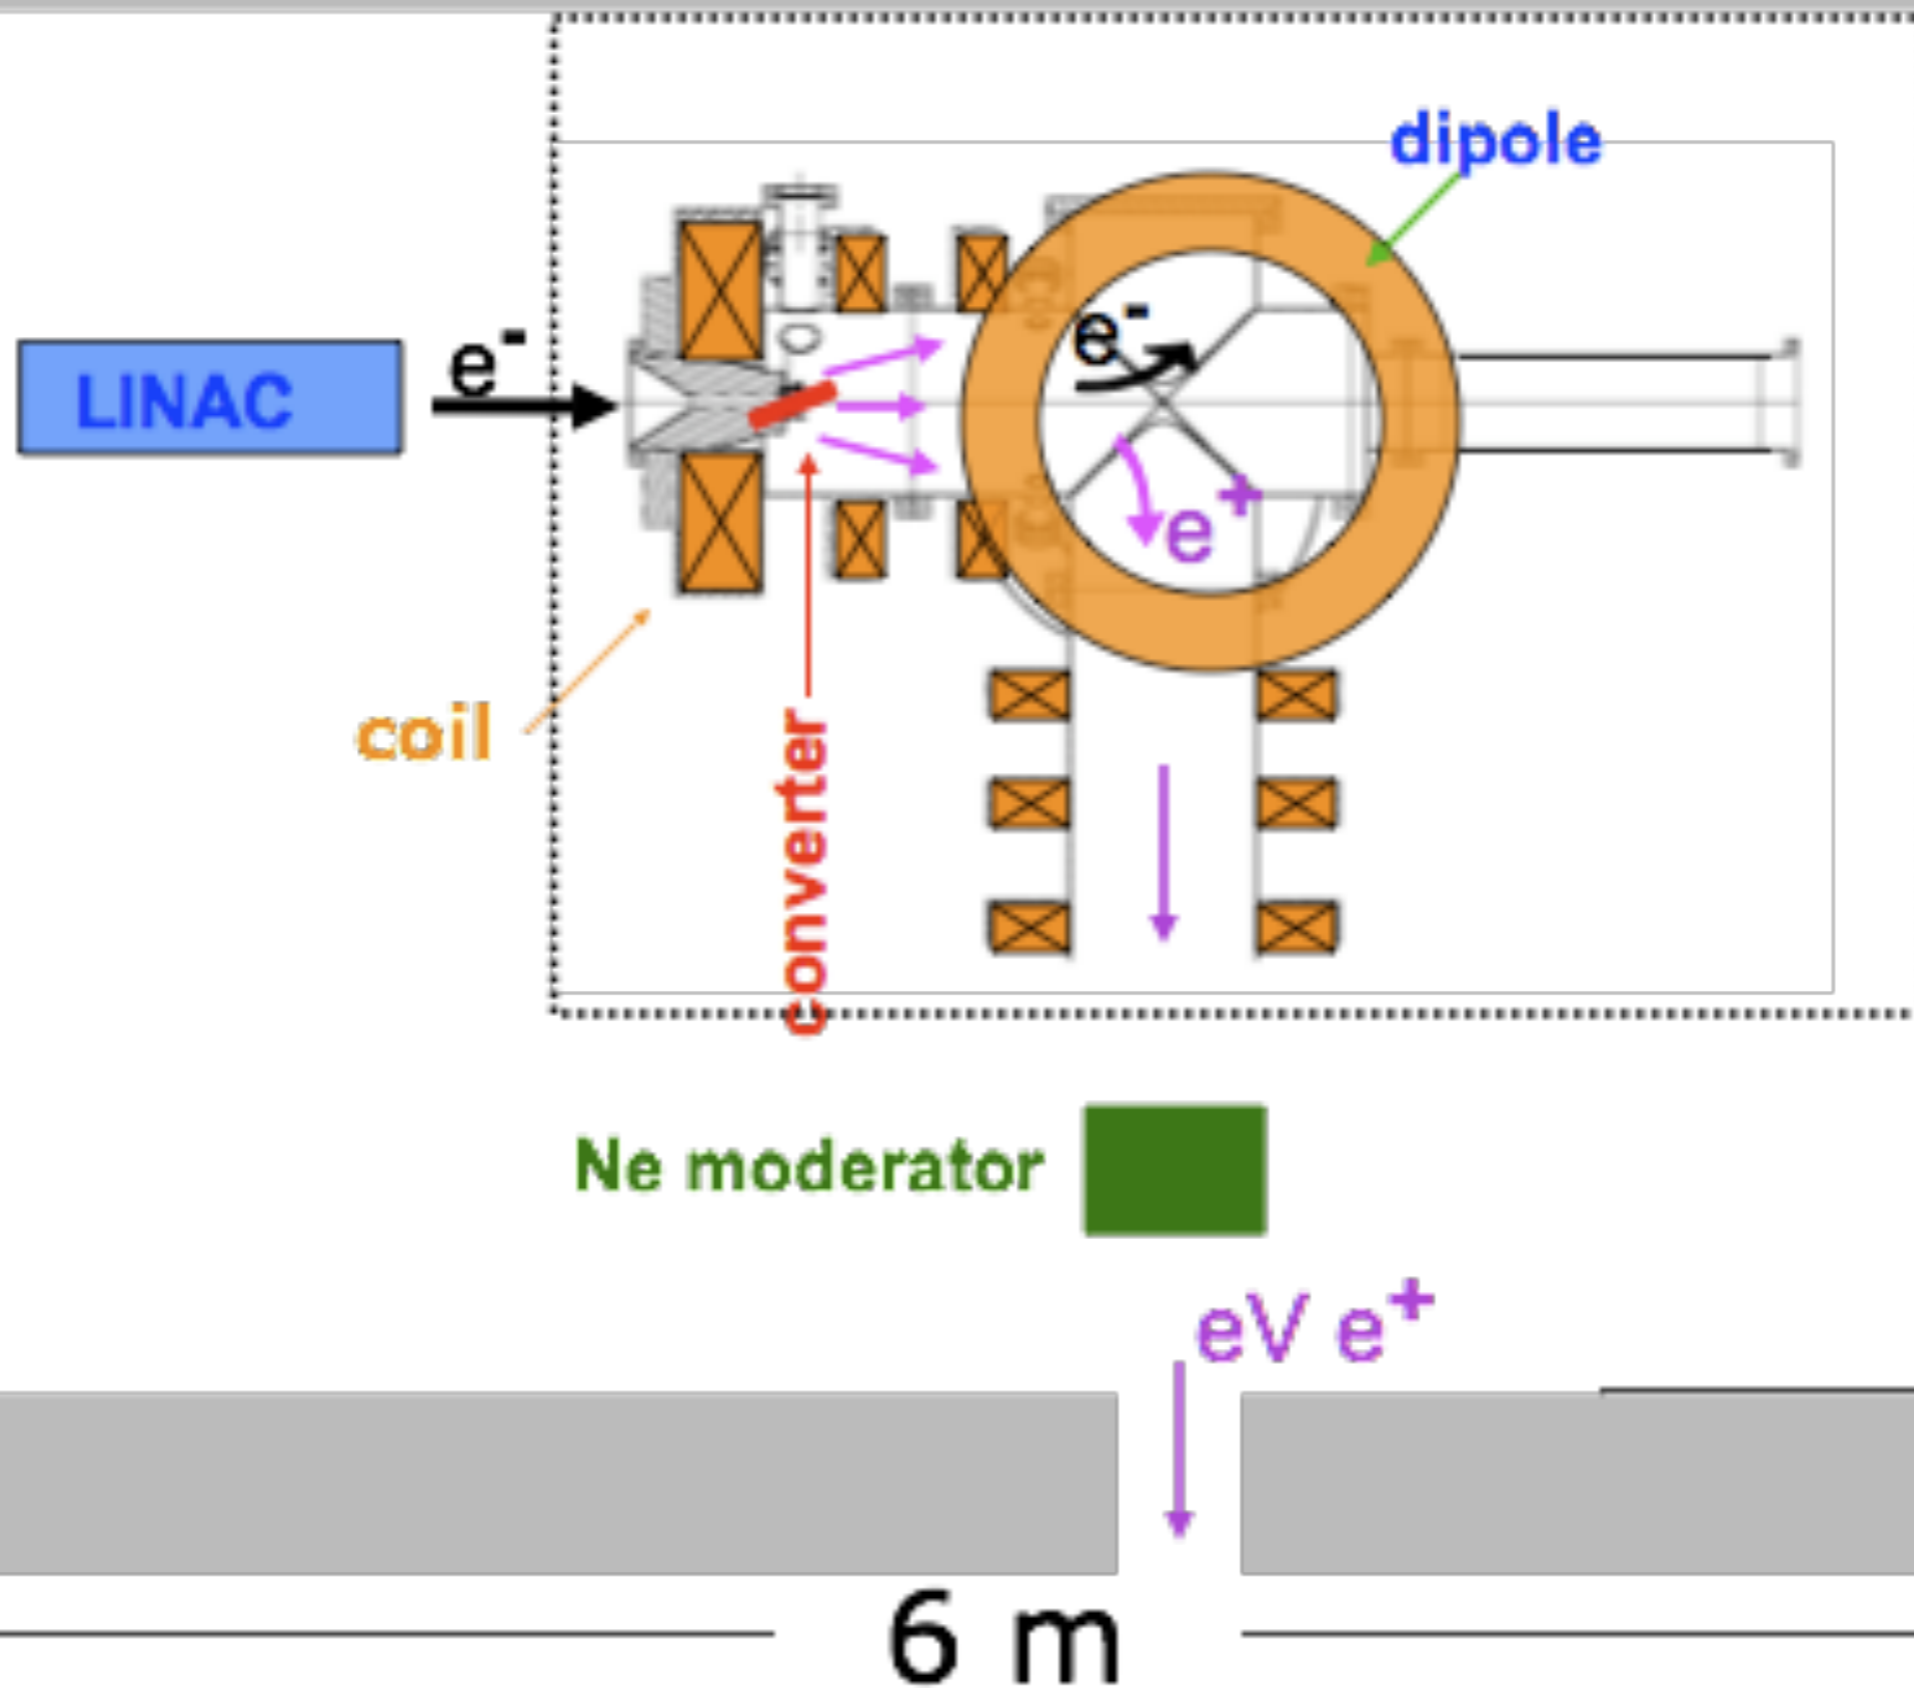 dipole
e-
LINAC
e-
e+
coil
converter
Ne moderator
eV e+
6 m